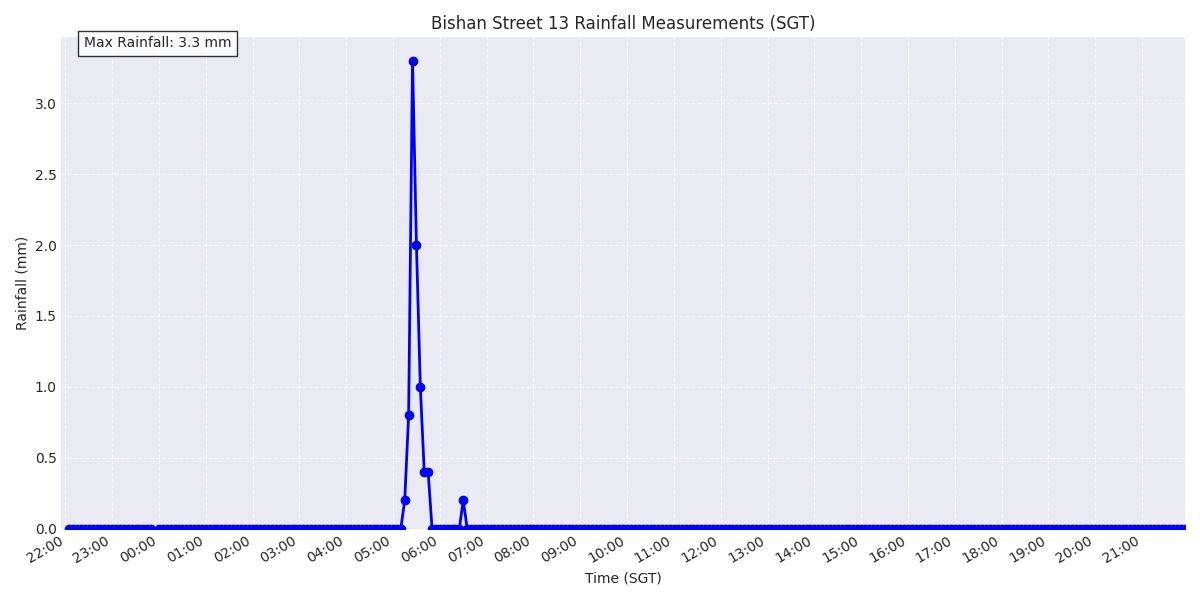 Bishan Street 13 Rainfall Measurements (SGT)
Max Rainfall: 3.3 mm
Rainfall (mm)
3.0
2.5
2.0
1.5
1.0
0.5
0.0
22:00 23:00 00:00 01:00 02:00 03:00 04:00 05:00 06:00 07:00 08:00 09:00 10:00 11:00 12:00 13:00 14:00 15:00 16:00 17:00 18:00 19:00 20:00 21:00
Time (SGT)